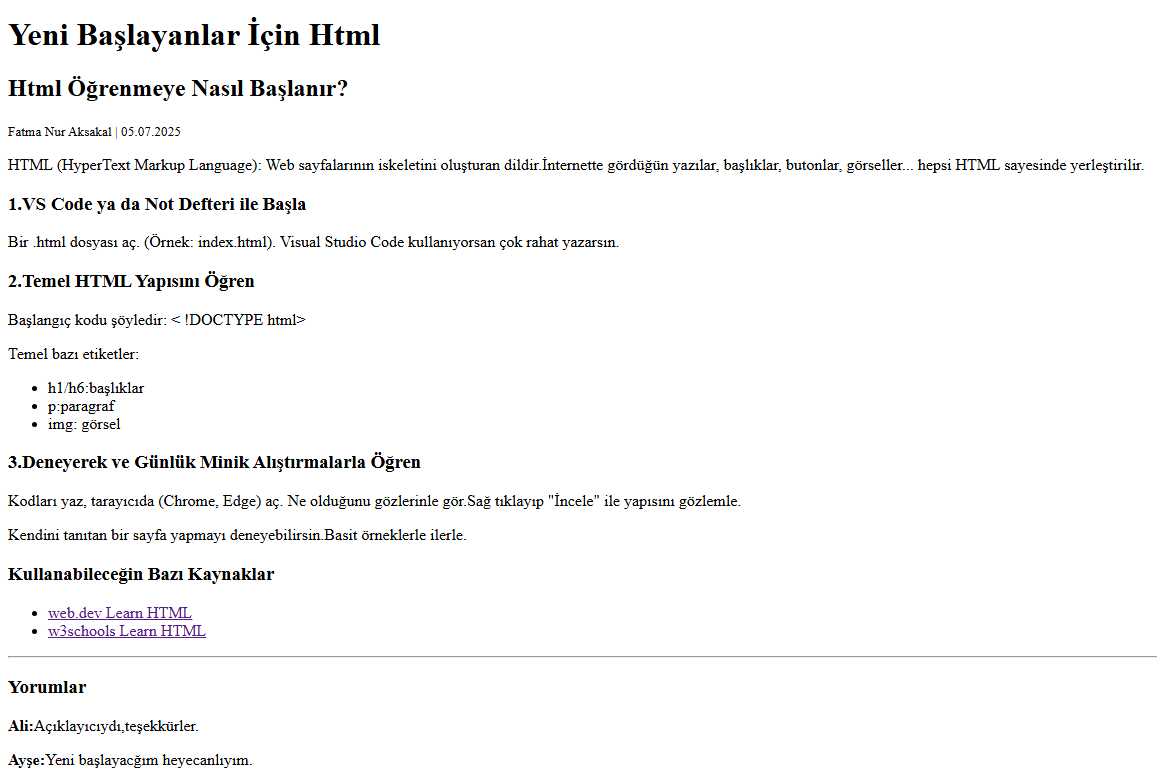 Yeni Başlayanlar İçin Html
Html Öğrenmeye Nasıl Başlanır?
Fatma Nur Aksakal | 05.07.2025
HTML (HyperText Markup Language): Web sayfalarının iskeletini oluşturan dildir.İnternette gördüğün yazılar, başlıklar, butonlar, görseller... hepsi HTML sayesinde yerleştirilir.
1.VS Code ya da Not Defteri ile Başla
Bir .html dosyası aç. (Örnek: index.html). Visual Studio Code kullanıyorsan çok rahat yazarsın.
2.Temel HTML Yapısını Öğren
Başlangıç kodu şöyledir: < !DOCTYPE html>
Temel bazı etiketler:
• h1/h6:başlıklar
• p:paragraf
• img: görsel
3.Deneyerek ve Günlük Minik Alıştırmalarla Öğren
Kodları yaz, tarayıcıda (Chrome, Edge) aç. Ne olduğunu gözlerinle gör.Sağ tıklayıp "İncele" ile yapısını gözlemle.
Kendini tanıtan bir sayfa yapmayı deneyebilirsin.Basit örneklerle ilerle.
Kullanabileceğin Bazı Kaynaklar
• web.dev Learn HTML
• w3schools Learn HTML
Yorumlar
Ali:Açıklayıcıydı,teşekkürler.
Ayşe:Yeni başlayacğım heyecanlıyım.